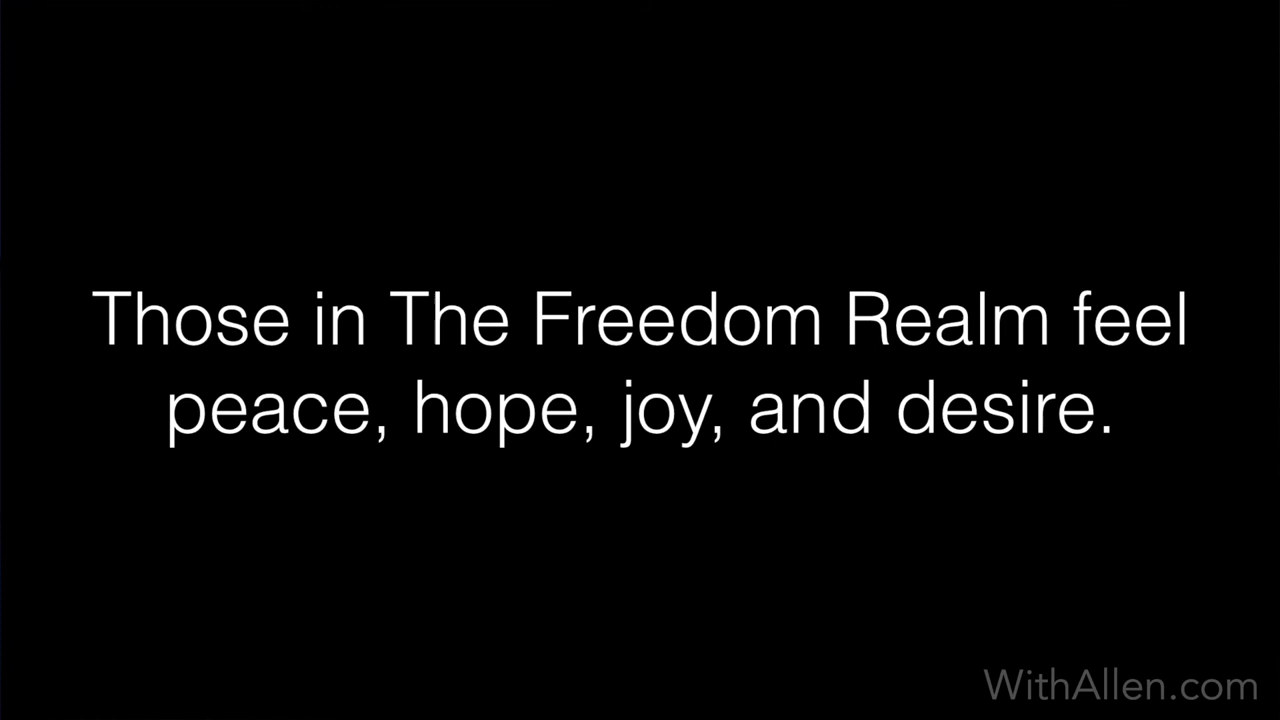 Those in The Freedom Realm feel
peace, hope, joy, and desire.
WithAllen.com